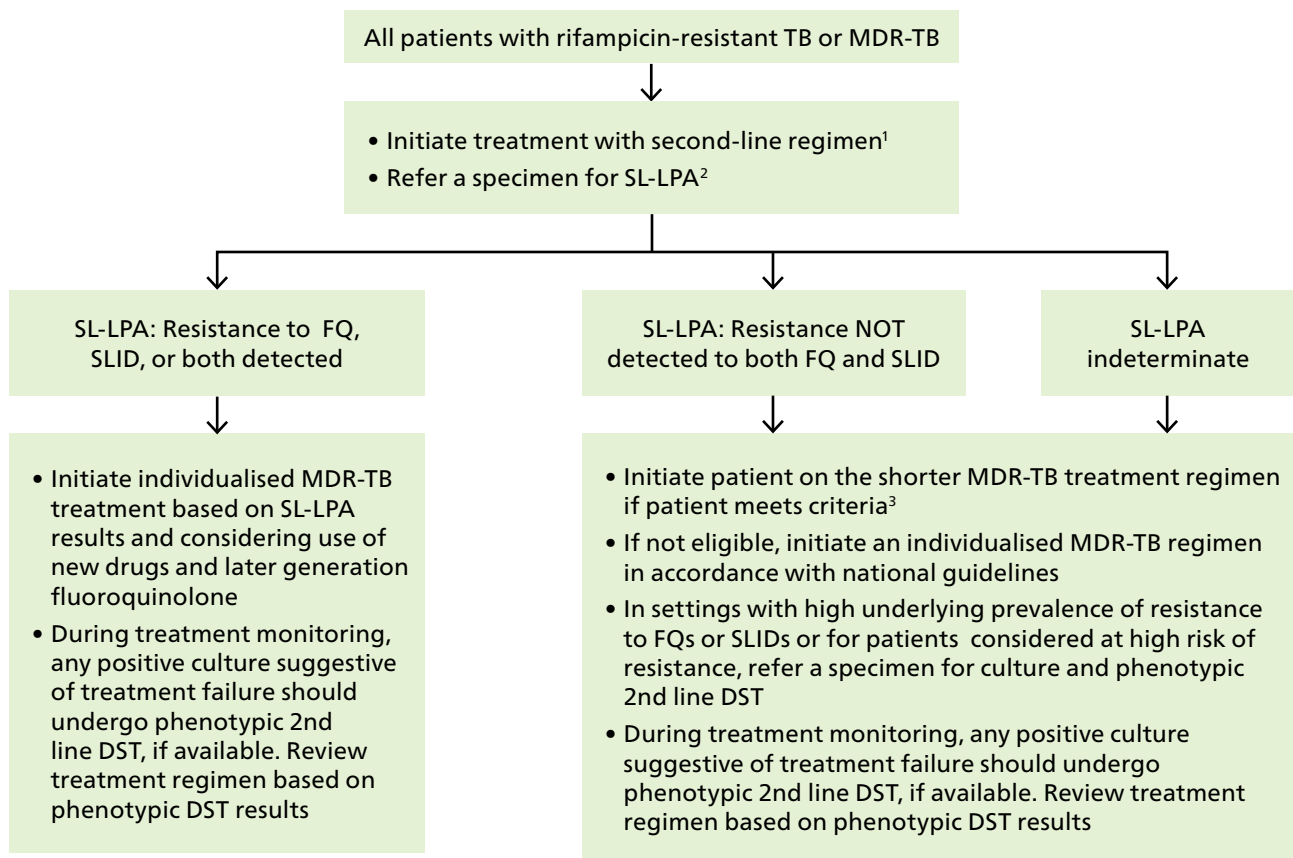 All patients with rifampicin-resistant TB or MDR-TB
• Initiate treatment with second-line regimen¹
• Refer a specimen for SL-LPA²
SL-LPA: Resistance to FQ,
SLID, or both detected
SL-LPA: Resistance NOT
detected to both FQ and SLID
SL-LPA
indeterminate
• Initiate individualised MDR-TB
treatment based on SL-LPA
results and considering use of
new drugs and later generation
fluoroquinolone
• During treatment monitoring,
any positive culture suggestive
of treatment failure should
undergo phenotypic 2nd
line DST, if available. Review
treatment regimen based on
phenotypic DST results
• Initiate patient on the shorter MDR-TB treatment regimen
if patient meets criteria³
• If not eligible, initiate an individualised MDR-TB regimen
in accordance with national guidelines
• In settings with high underlying prevalence of resistance
to FQs or SLIDs or for patients considered at high risk of
resistance, refer a specimen for culture and phenotypic
2nd line DST
• During treatment monitoring, any positive culture
suggestive of treatment failure should undergo
phenotypic 2nd line DST, if available. Review treatment
regimen based on phenotypic DST results